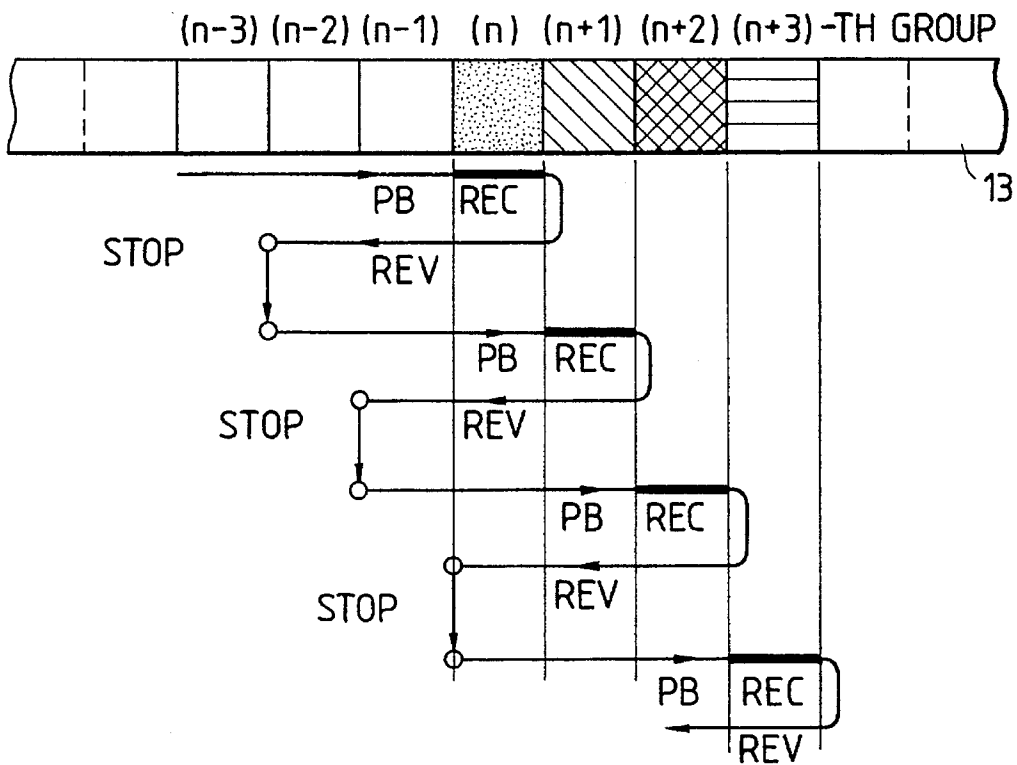 (n-3) (n-2) (n-1) (n) (n+1) (n+2) (n+3) -TH GROUP
13
PB REC
STOP
REV
PB REC
STOP
REV
PB REC
STOP
REV
PB REC
REV